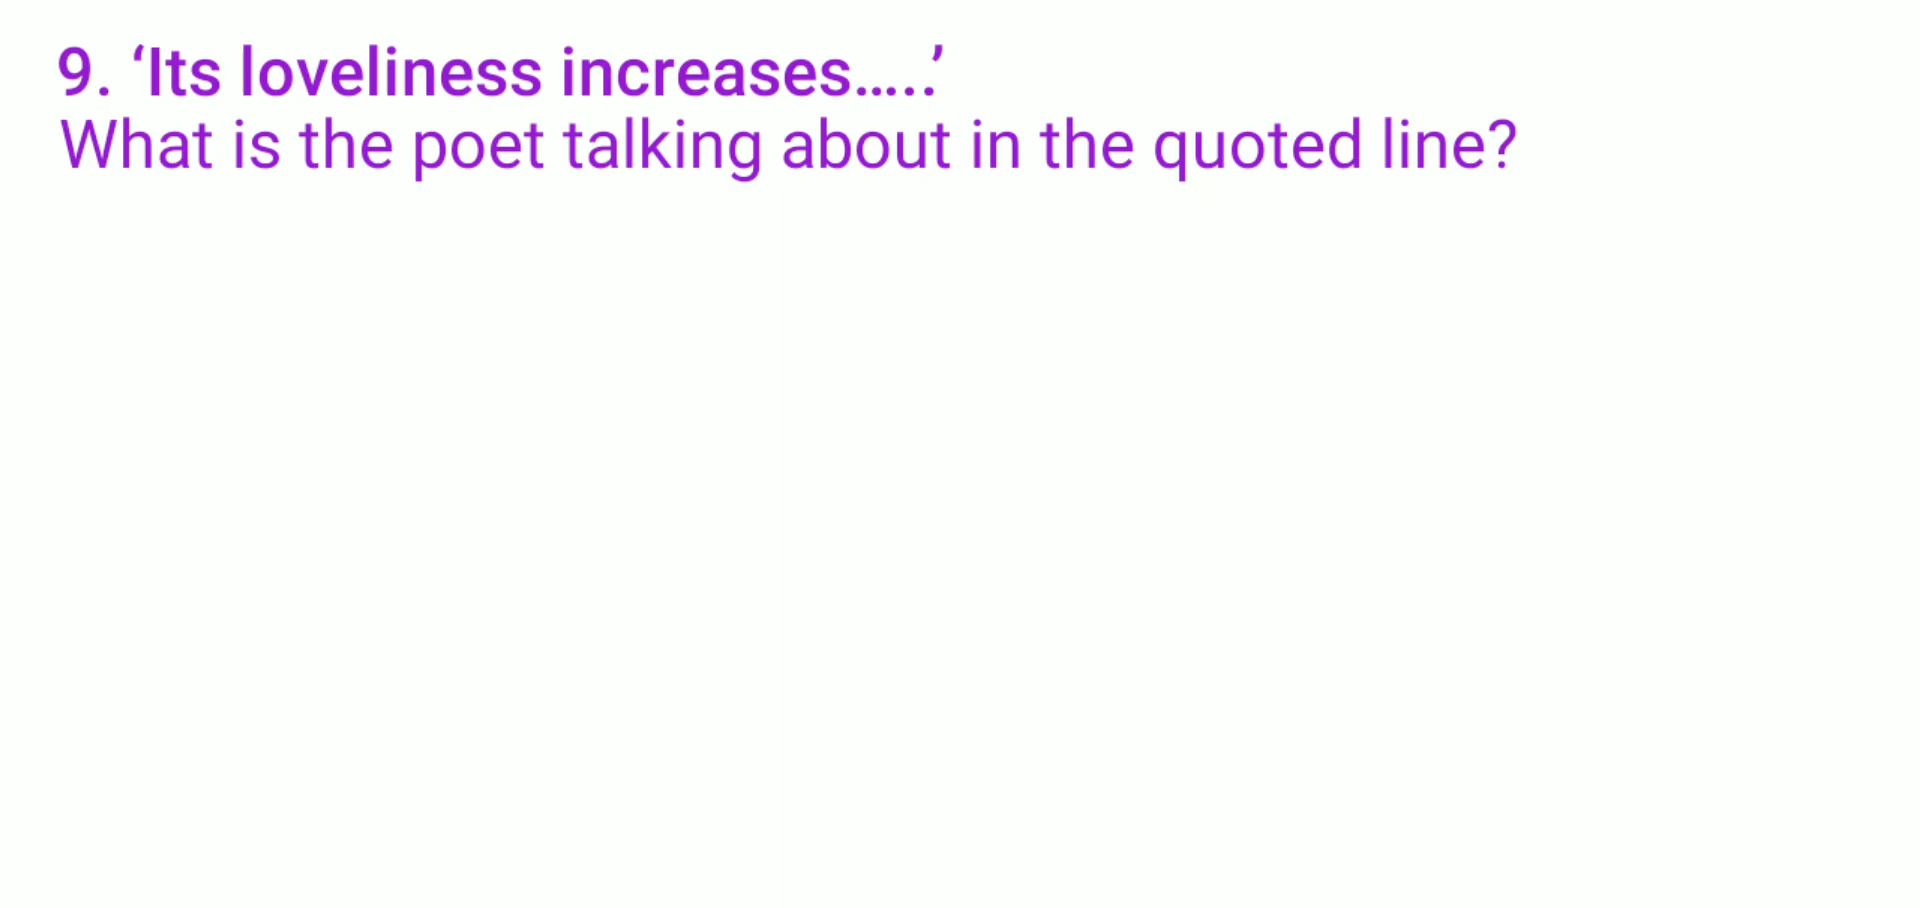 9. ‘Its loveliness increases…..’
What is the poet talking about in the quoted line?